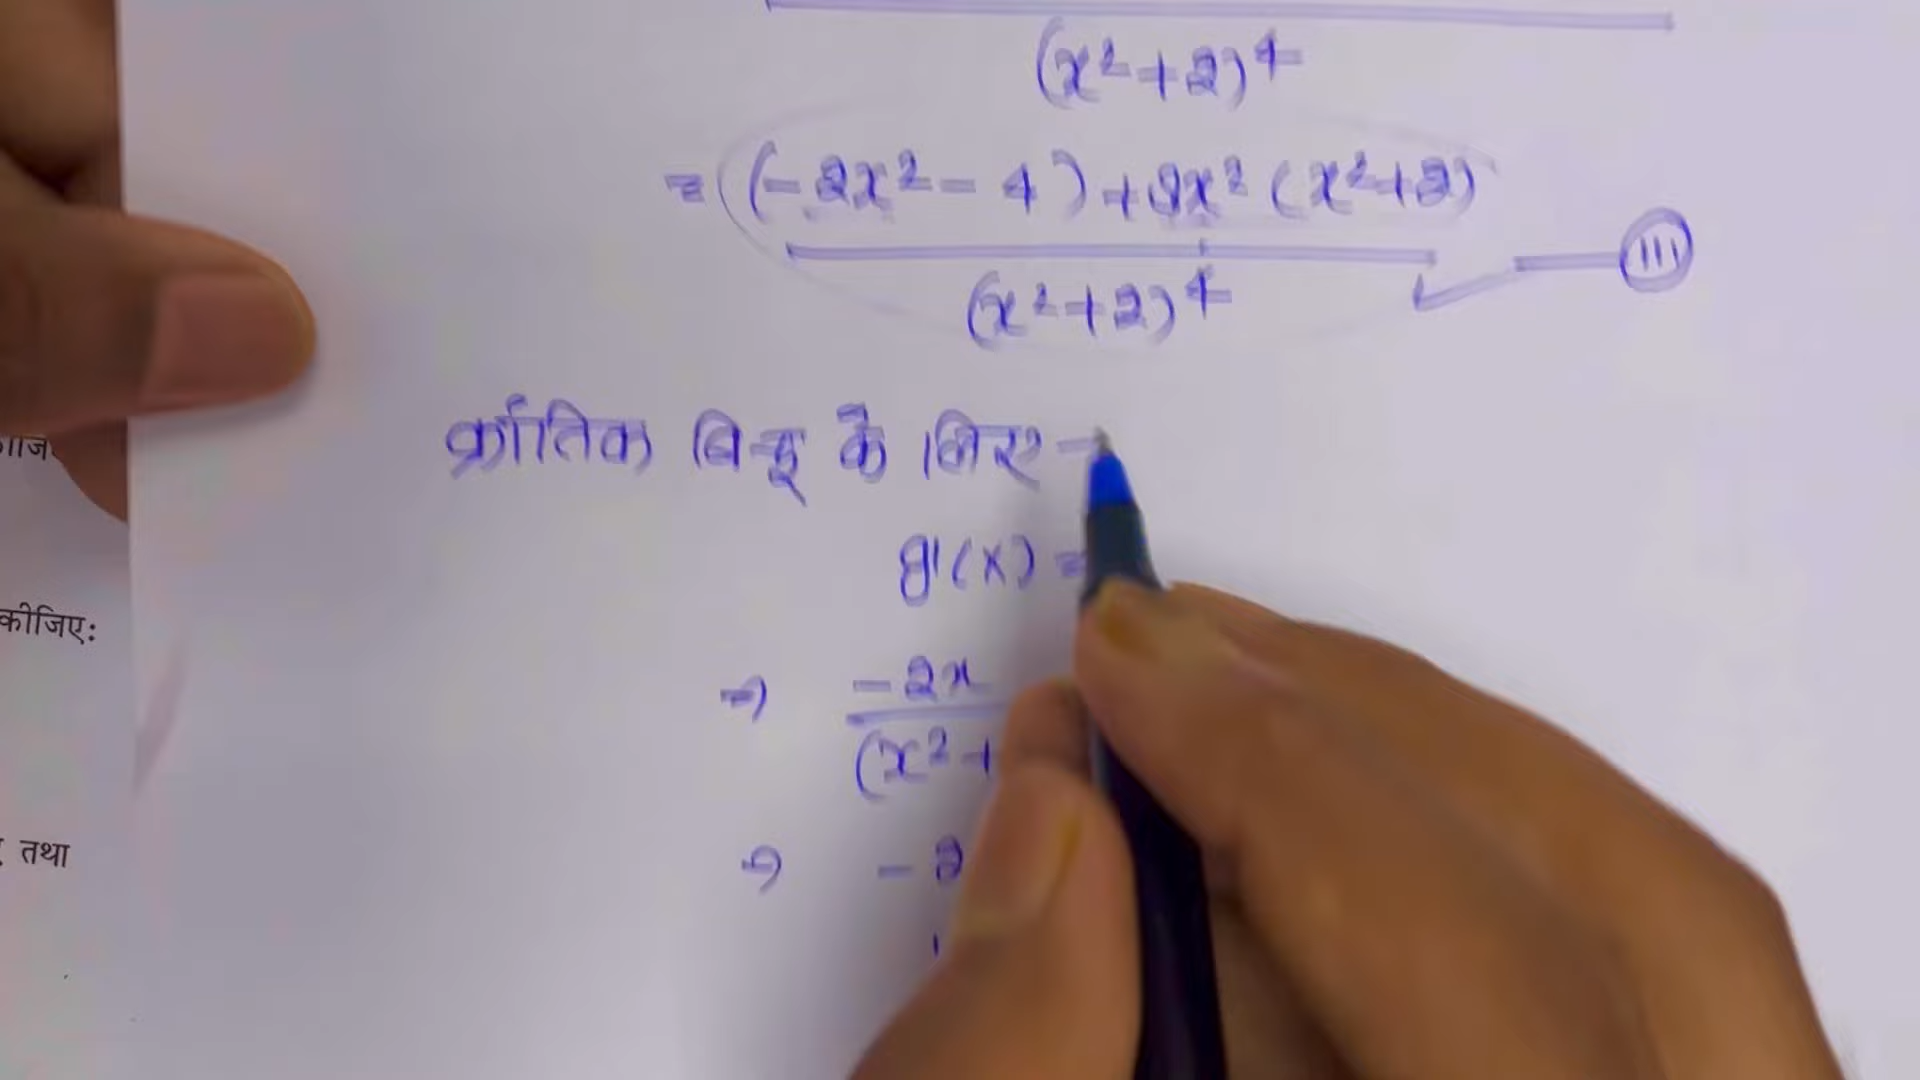 (x²+2)⁴
= (-2x²-4)+8x²(x²+2)
(x²+2)⁴
III
क्रांतिक बिन्दू के लिए -
g'(x) =
⇒ -2x
(x²+
⇒ -2
कीजिए:
तथा